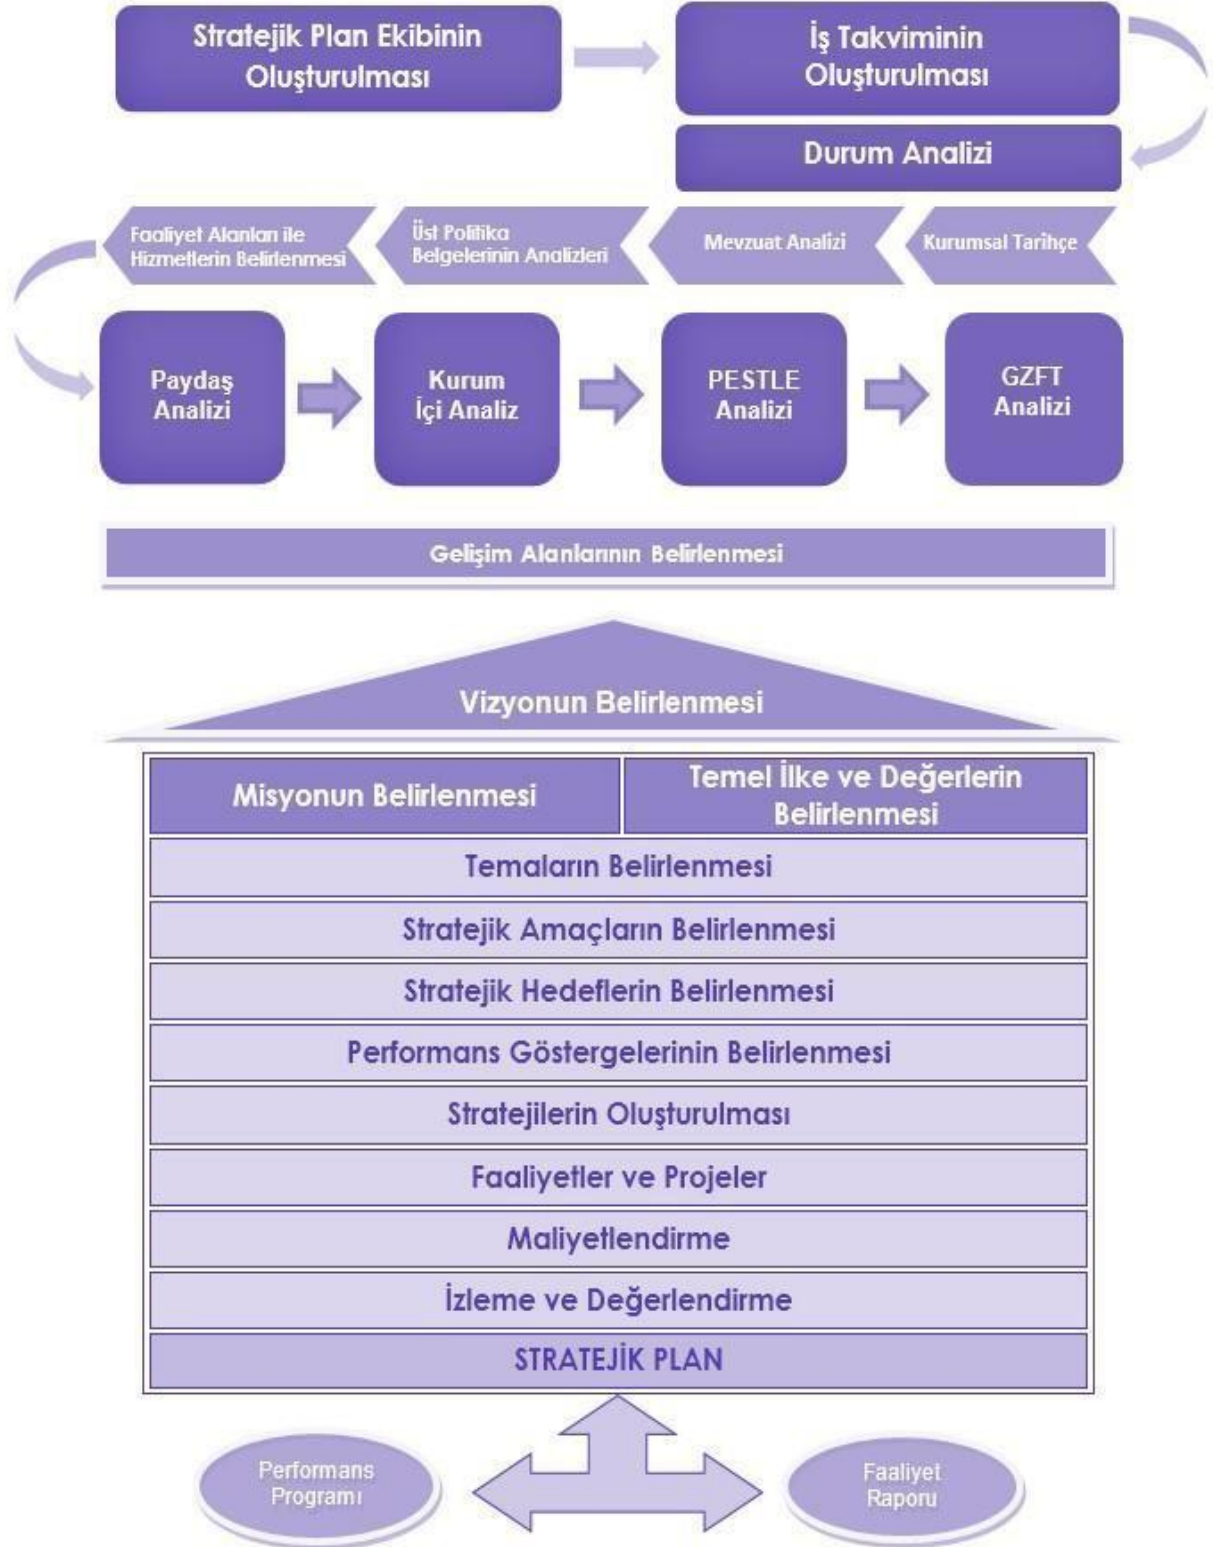 Stratejik Plan Ekibinin
Oluşturulması
İş Takviminin
Oluşturulması
Durum Analizi
Faaliyet Alanları ile
Hizmetlerin Belirlenmesi
Üst Politika
Belgelerinin Analizleri
Mevzuat Analizi
Kurumsal Tarihçe
Paydaş
Analizi
Kurum
İçi Analiz
PESTLE
Analizi
GZFT
Analizi
Gelişim Alanlarının Belirlenmesi
Vizyonun Belirlenmesi
Misyonun Belirlenmesi
Temel İlke ve Değerlerin
Belirlenmesi
Temaların Belirlenmesi
Stratejik Amaçların Belirlenmesi
Stratejik Hedeflerin Belirlenmesi
Performans Göstergelerinin Belirlenmesi
Stratejilerin Oluşturulması
Faaliyetler ve Projeler
Maliyetlendirme
İzleme ve Değerlendirme
STRATEJİK PLAN
Performans
Programı
Faaliyet
Raporu